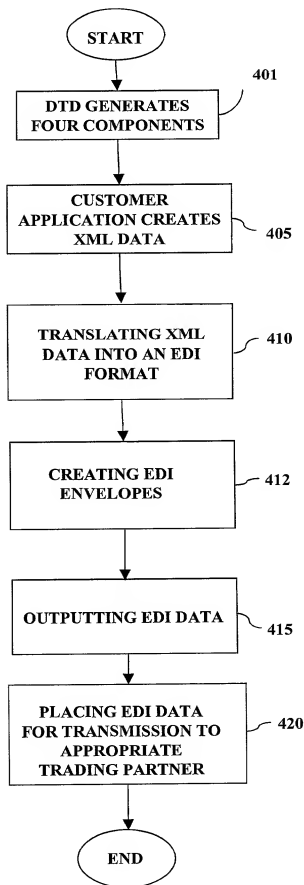 START
DTD GENERATES
FOUR COMPONENTS
401
CUSTOMER
APPLICATION CREATES
XML DATA
405
TRANSLATING XML
DATA INTO AN EDI
FORMAT
410
CREATING EDI
ENVELOPES
412
OUTPUTTING EDI DATA
415
PLACING EDI DATA
FOR TRANSMISSION TO
APPROPRIATE
TRADING PARTNER
420
END